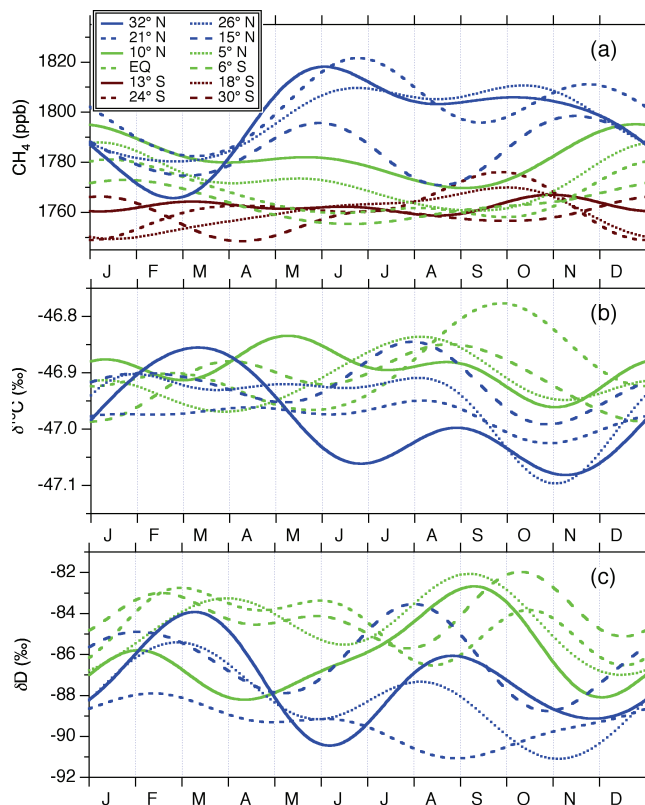 32° N 26° N
21° N 15° N
10° N 5° N
EQ 6° S
13° S 18° S
24° S 30° S
(a)
CH₄ (ppb)
1820
1800
1780
1760
J F M A M J J A S O N D
(b)
δ¹³C (‰)
-46.8
-46.9
-47.0
-47.1
J F M A M J J A S O N D
(c)
δD (‰)
-82
-84
-86
-88
-90
-92
J F M A M J J A S O N D